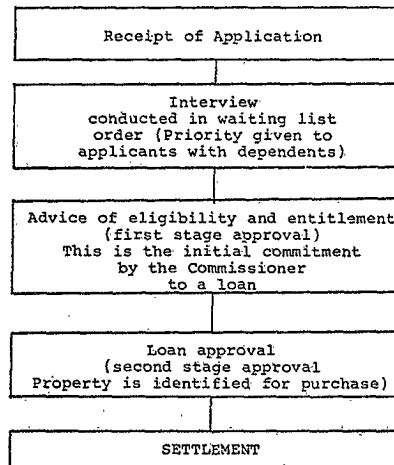 Receipt of Application
Interview
conducted in waiting list
order (Priority given to
applicants with dependents)
Advice of eligibility and entitlement
(first stage approval)
This is the initial commitment
by the Commissioner
to a loan
Loan approval
(second stage approval
Property is identified for purchase)
SETTLEMENT